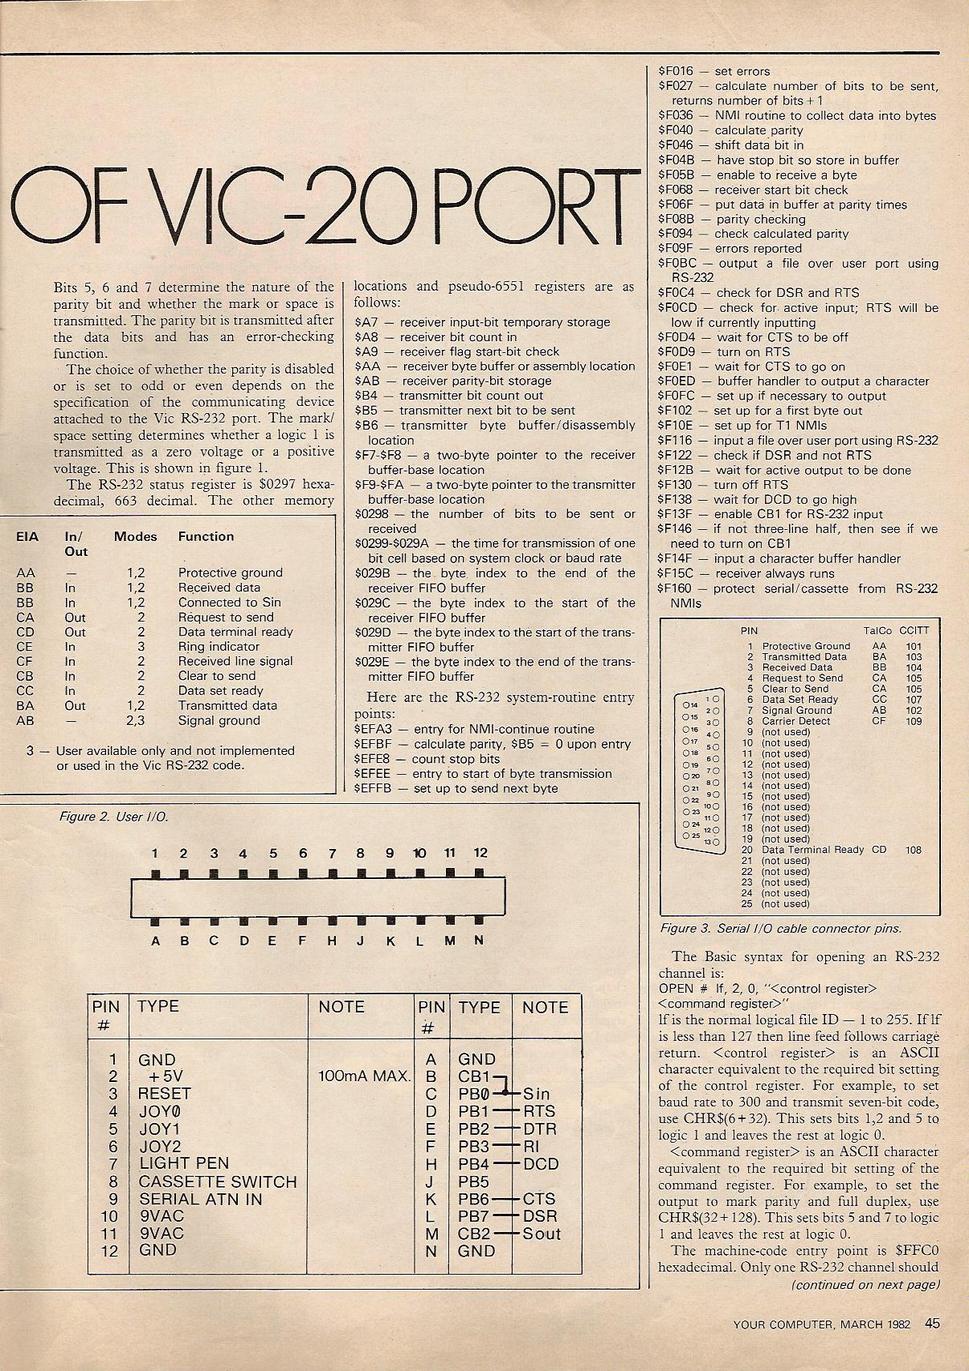 OF VIC-20 PORT
Bits 5, 6 and 7 determine the nature of the
parity bit and whether the mark or space is
transmitted. The parity bit is transmitted after
the data bits and has an error-checking
function.
The choice of whether the parity is disabled
or is set to odd or even depends on the
specification of the communicating device
attached to the Vic RS-232 port. The mark/
space setting determines whether a logic 1 is
transmitted as a zero voltage or a positive
voltage. This is shown in figure 1.
The RS-232 status register is $0297 hexa-
decimal, 663 decimal. The other memory
EIA In/ Modes Function
Out
AA — 1,2 Protective ground
BB In 1,2 Received data
BB In 1,2 Connected to Sin
CA Out 2 Request to send
CD Out 2 Data terminal ready
CE In 3 Ring indicator
CF In 2 Received line signal
CB In 2 Clear to send
CC In 2 Data set ready
BA Out 1,2 Transmitted data
AB — 2,3 Signal ground
3 — User available only and not implemented
or used in the Vic RS-232 code.
locations and pseudo-6551 registers are as
follows:
$A7 — receiver input-bit temporary storage
$A8 — receiver bit count in
$A9 — receiver flag start-bit check
$AA — receiver byte buffer or assembly location
$AB — receiver parity-bit storage
$B4 — transmitter bit count out
$B5 — transmitter next bit to be sent
$B6 — transmitter byte buffer/disassembly
location
$F7-$F8 — a two-byte pointer to the receiver
buffer-base location
$F9-$FA — a two-byte pointer to the transmitter
buffer-base location
$0298 — the number of bits to be sent or
received
$0299-$029A — the time for transmission of one
bit cell based on system clock or baud rate
$029B — the byte index to the end of the
receiver FIFO buffer
$029C — the byte index to the start of the
receiver FIFO buffer
$029D — the byte index to the start of the trans-
mitter FIFO buffer
$029E — the byte index to the end of the trans-
mitter FIFO buffer
Here are the RS-232 system-routine entry
points:
$EFA3 — entry for NMI-continue routine
$EFBF — calculate parity, $B5 = 0 upon entry
$EFE8 — count stop bits
$EFEE — entry to start of byte transmission
$EFFB — set up to send next byte
Figure 2. User I/O.
1 2 3 4 5 6 7 8 9 10 11 12
A B C D E F H J K L M N
PIN TYPE NOTE PIN TYPE NOTE
# #
1 GND A GND
2 +5V 100mA MAX. B CB1
3 RESET C PB0 Sin
4 JOY0 D PB1 RTS
5 JOY1 E PB2 DTR
6 JOY2 F PB3 RI
7 LIGHT PEN H PB4 DCD
8 CASSETTE SWITCH J PB5
9 SERIAL ATN IN K PB6 CTS
10 9VAC L PB7 DSR
11 9VAC M CB2 Sout
12 GND N GND
$F016 — set errors
$F027 — calculate number of bits to be sent,
returns number of bits + 1
$F036 — NMI routine to collect data into bytes
$F040 — calculate parity
$F046 — shift data bit in
$F04B — have stop bit so store in buffer
$F05B — enable to receive a byte
$F068 — receiver start bit check
$F06F — put data in buffer at parity times
$F08B — parity checking
$F094 — check calculated parity
$F09F — errors reported
$F0BC — output a file over user port using
RS-232
$F0C4 — check for DSR and RTS
$F0CD — check for active input; RTS will be
low if currently inputting
$F0D4 — wait for CTS to be off
$F0D9 — turn on RTS
$F0E1 — wait for CTS to go on
$F0ED — buffer handler to output a character
$F0FC — set up if necessary to output
$F102 — set up for a first byte out
$F10E — set up for T1 NMIs
$F116 — input a file over user port using RS-232
$F122 — check if DSR and not RTS
$F12B — wait for active output to be done
$F130 — turn off RTS
$F138 — wait for DCD to go high
$F13F — enable CB1 for RS-232 input
$F146 — if not three-line half, then see if we
need to turn on CB1
$F14F — input a character buffer handler
$F15C — receiver always runs
$F160 — protect serial/cassette from RS-232
NMIs
PIN TalCo CCITT
1 Protective Ground AA 101
2 Transmitted Data BA 103
3 Received Data BB 104
4 Request to Send CA 105
5 Clear to Send CA 105
6 Data Set Ready CC 107
7 Signal Ground AB 102
8 Carrier Detect CF 109
9 (not used)
10 (not used)
11 (not used)
12 (not used)
13 (not used)
14 (not used)
15 (not used)
16 (not used)
17 (not used)
18 (not used)
19 (not used)
20 Data Terminal Ready CD 108
21 (not used)
22 (not used)
23 (not used)
24 (not used)
25 (not used)
1
14
2
15
3
16
4
17
5
18
6
19
7
20
8
21
9
22
10
23
11
24
12
25
13
Figure 3. Serial I/O cable connector pins.
The Basic syntax for opening an RS-232
channel is:
OPEN # lf, 2, 0, "<control register>
<command register>"
lf is the normal logical file ID — 1 to 255. If lf
is less than 127 then line feed follows carriage
return. <control register> is an ASCII
character equivalent to the required bit setting
of the control register. For example, to set
baud rate to 300 and transmit seven-bit code,
use CHR$(6+32). This sets bits 1,2 and 5 to
logic 1 and leaves the rest at logic 0.
<command register> is an ASCII character
equivalent to the required bit setting of the
command register. For example, to set the
output to mark parity and full duplex, use
CHR$(32+128). This sets bits 5 and 7 to logic
1 and leaves the rest at logic 0.
The machine-code entry point is $FFC0
hexadecimal. Only one RS-232 channel should
(continued on next page)
YOUR COMPUTER, MARCH 1982 45